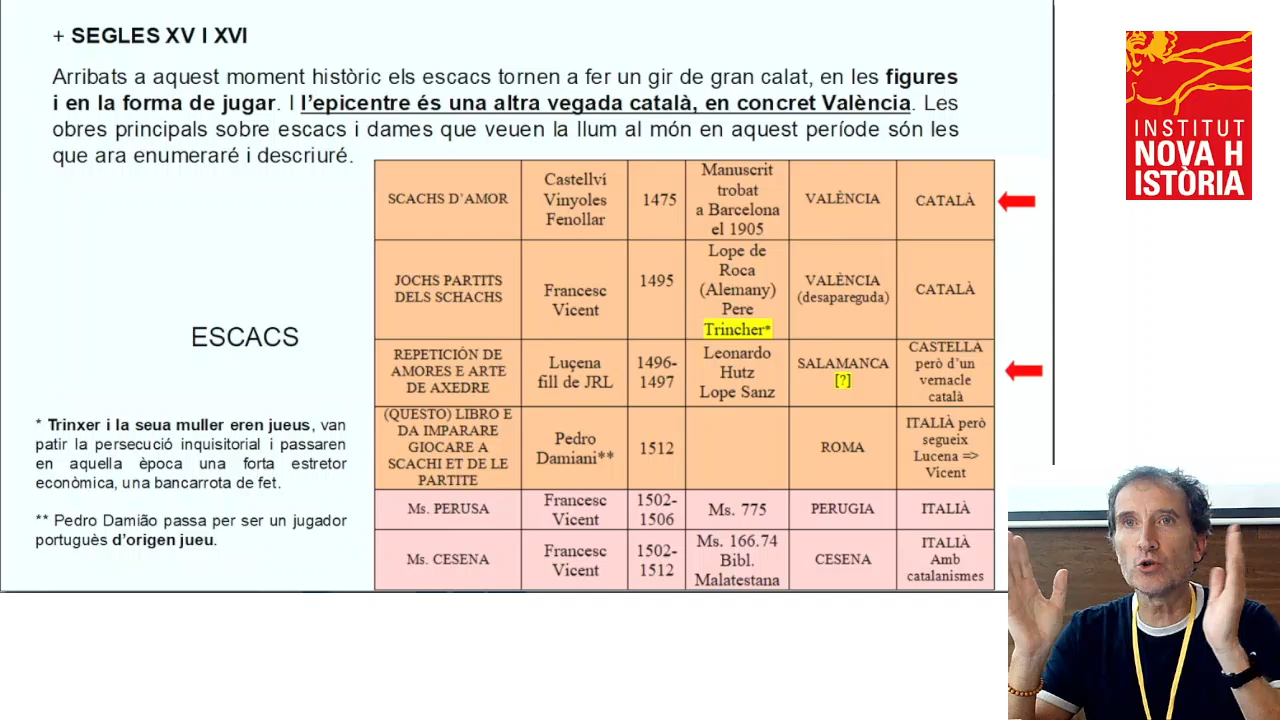 + SEGLES XV I XVI
Arribats a aquest moment històric els escacs tornen a fer un gir de gran calat, en les figures
i en la forma de jugar. I l'epicentre és una altra vegada català, en concret València. Les
obres principals sobre escacs i dames que veuen la llum al món en aquest període són les
que ara enumeraré i descriuré.
INSTITUT
NOVA H
ISTÒRIA
SCACHS D'AMOR
Castellví
Vinyoles
Fenollar
1475
Manuscrit
trobat
a Barcelona
el 1905
VALÈNCIA
CATALÀ
JOCHS PARTITS
DELS SCHACHS
Francesc
Vicent
1495
Lope de
Roca
(Alemany)
Pere
Trincher*
VALÈNCIA
(desapareguda)
CATALÀ
ESCACS
REPETICIÓN DE
AMORES E ARTE
DE AXEDRE
Luçena
fill de JRL
1496-
1497
Leonardo
Hutz
Lope Sanz
SALAMANCA
[?]
CASTELLÀ
però d'un
vernacle
català
(QUESTO) LIBRO E
DA IMPARARE
GIOCARE A
SCACHI ET DE LE
PARTITE
Pedro
Damiani**
1512
ROMA
ITALIÀ però
segueix
Lucena =>
Vicent
Ms. PERUSA
Francesc
Vicent
1502-
1506
Ms. 775
PERUGIA
ITALIÀ
Ms. CESENA
Francesc
Vicent
1502-
1512
Ms. 166.74
Bibl.
Malatestana
CESENA
ITALIÀ
Amb
catalanismes
* Trinxer i la seua muller eren jueus, van
patir la persecució inquisitorial i passaren
en aquella època una forta estretor
econòmica, una bancarrota de fet.
** Pedro Damião passa per ser un jugador
portuguès d'origen jueu.